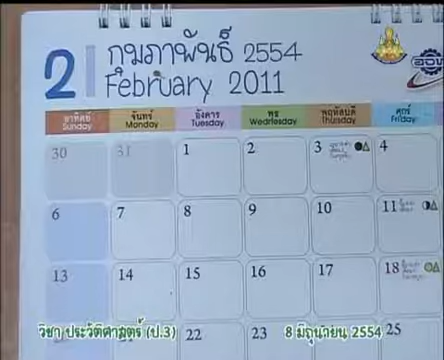 2 กุมภาพันธ์ 2554
February 2011
อาทิตย์ จันทร์ อังคาร พุธ พฤหัสบดี ศุกร์
Sunday Monday Tuesday Wednesday Thursday Friday
30 31 1 2 3 4
6 7 8 9 10 11
13 14 15 16 17 18
22 23 25
วิชา ประวัติศาสตร์ (ป.3) 8 มิถุนายน 2554